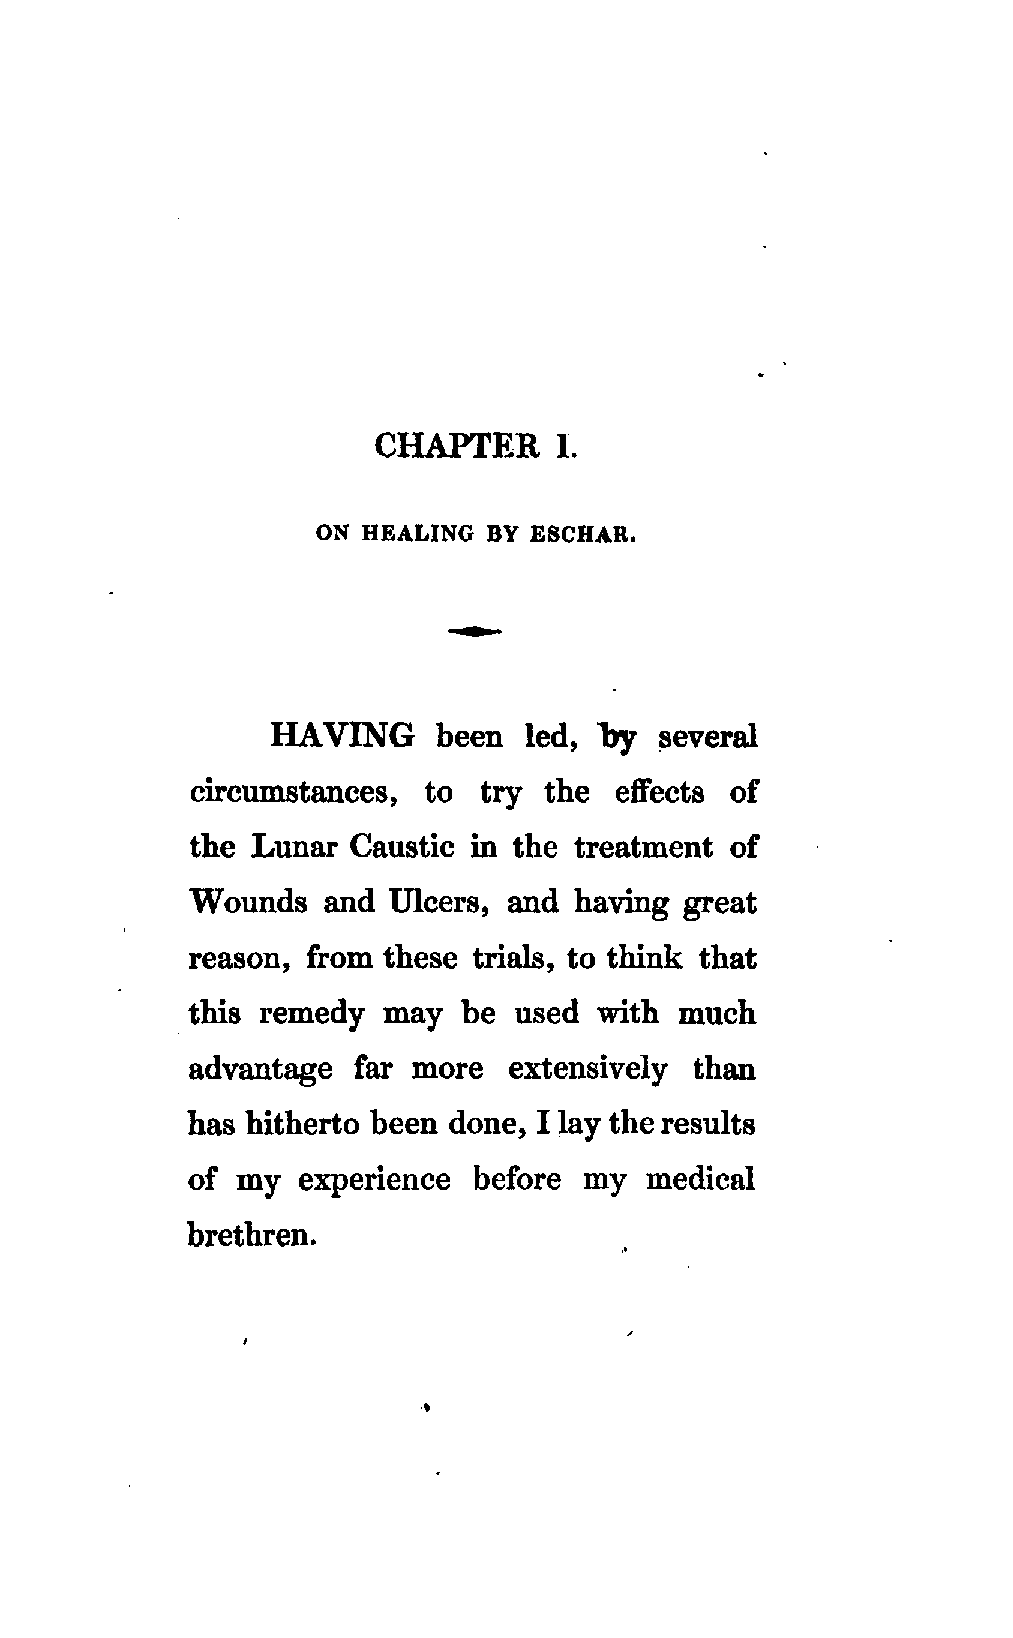 CHAPTER I.
ON HEALING BY ESCHAR.
HAVING been led, by several
circumstances, to try the effects of
the Lunar Caustic in the treatment of
Wounds and Ulcers, and having great
reason, from these trials, to think that
this remedy may be used with much
advantage far more extensively than
has hitherto been done, I lay the results
of my experience before my medical
brethren.